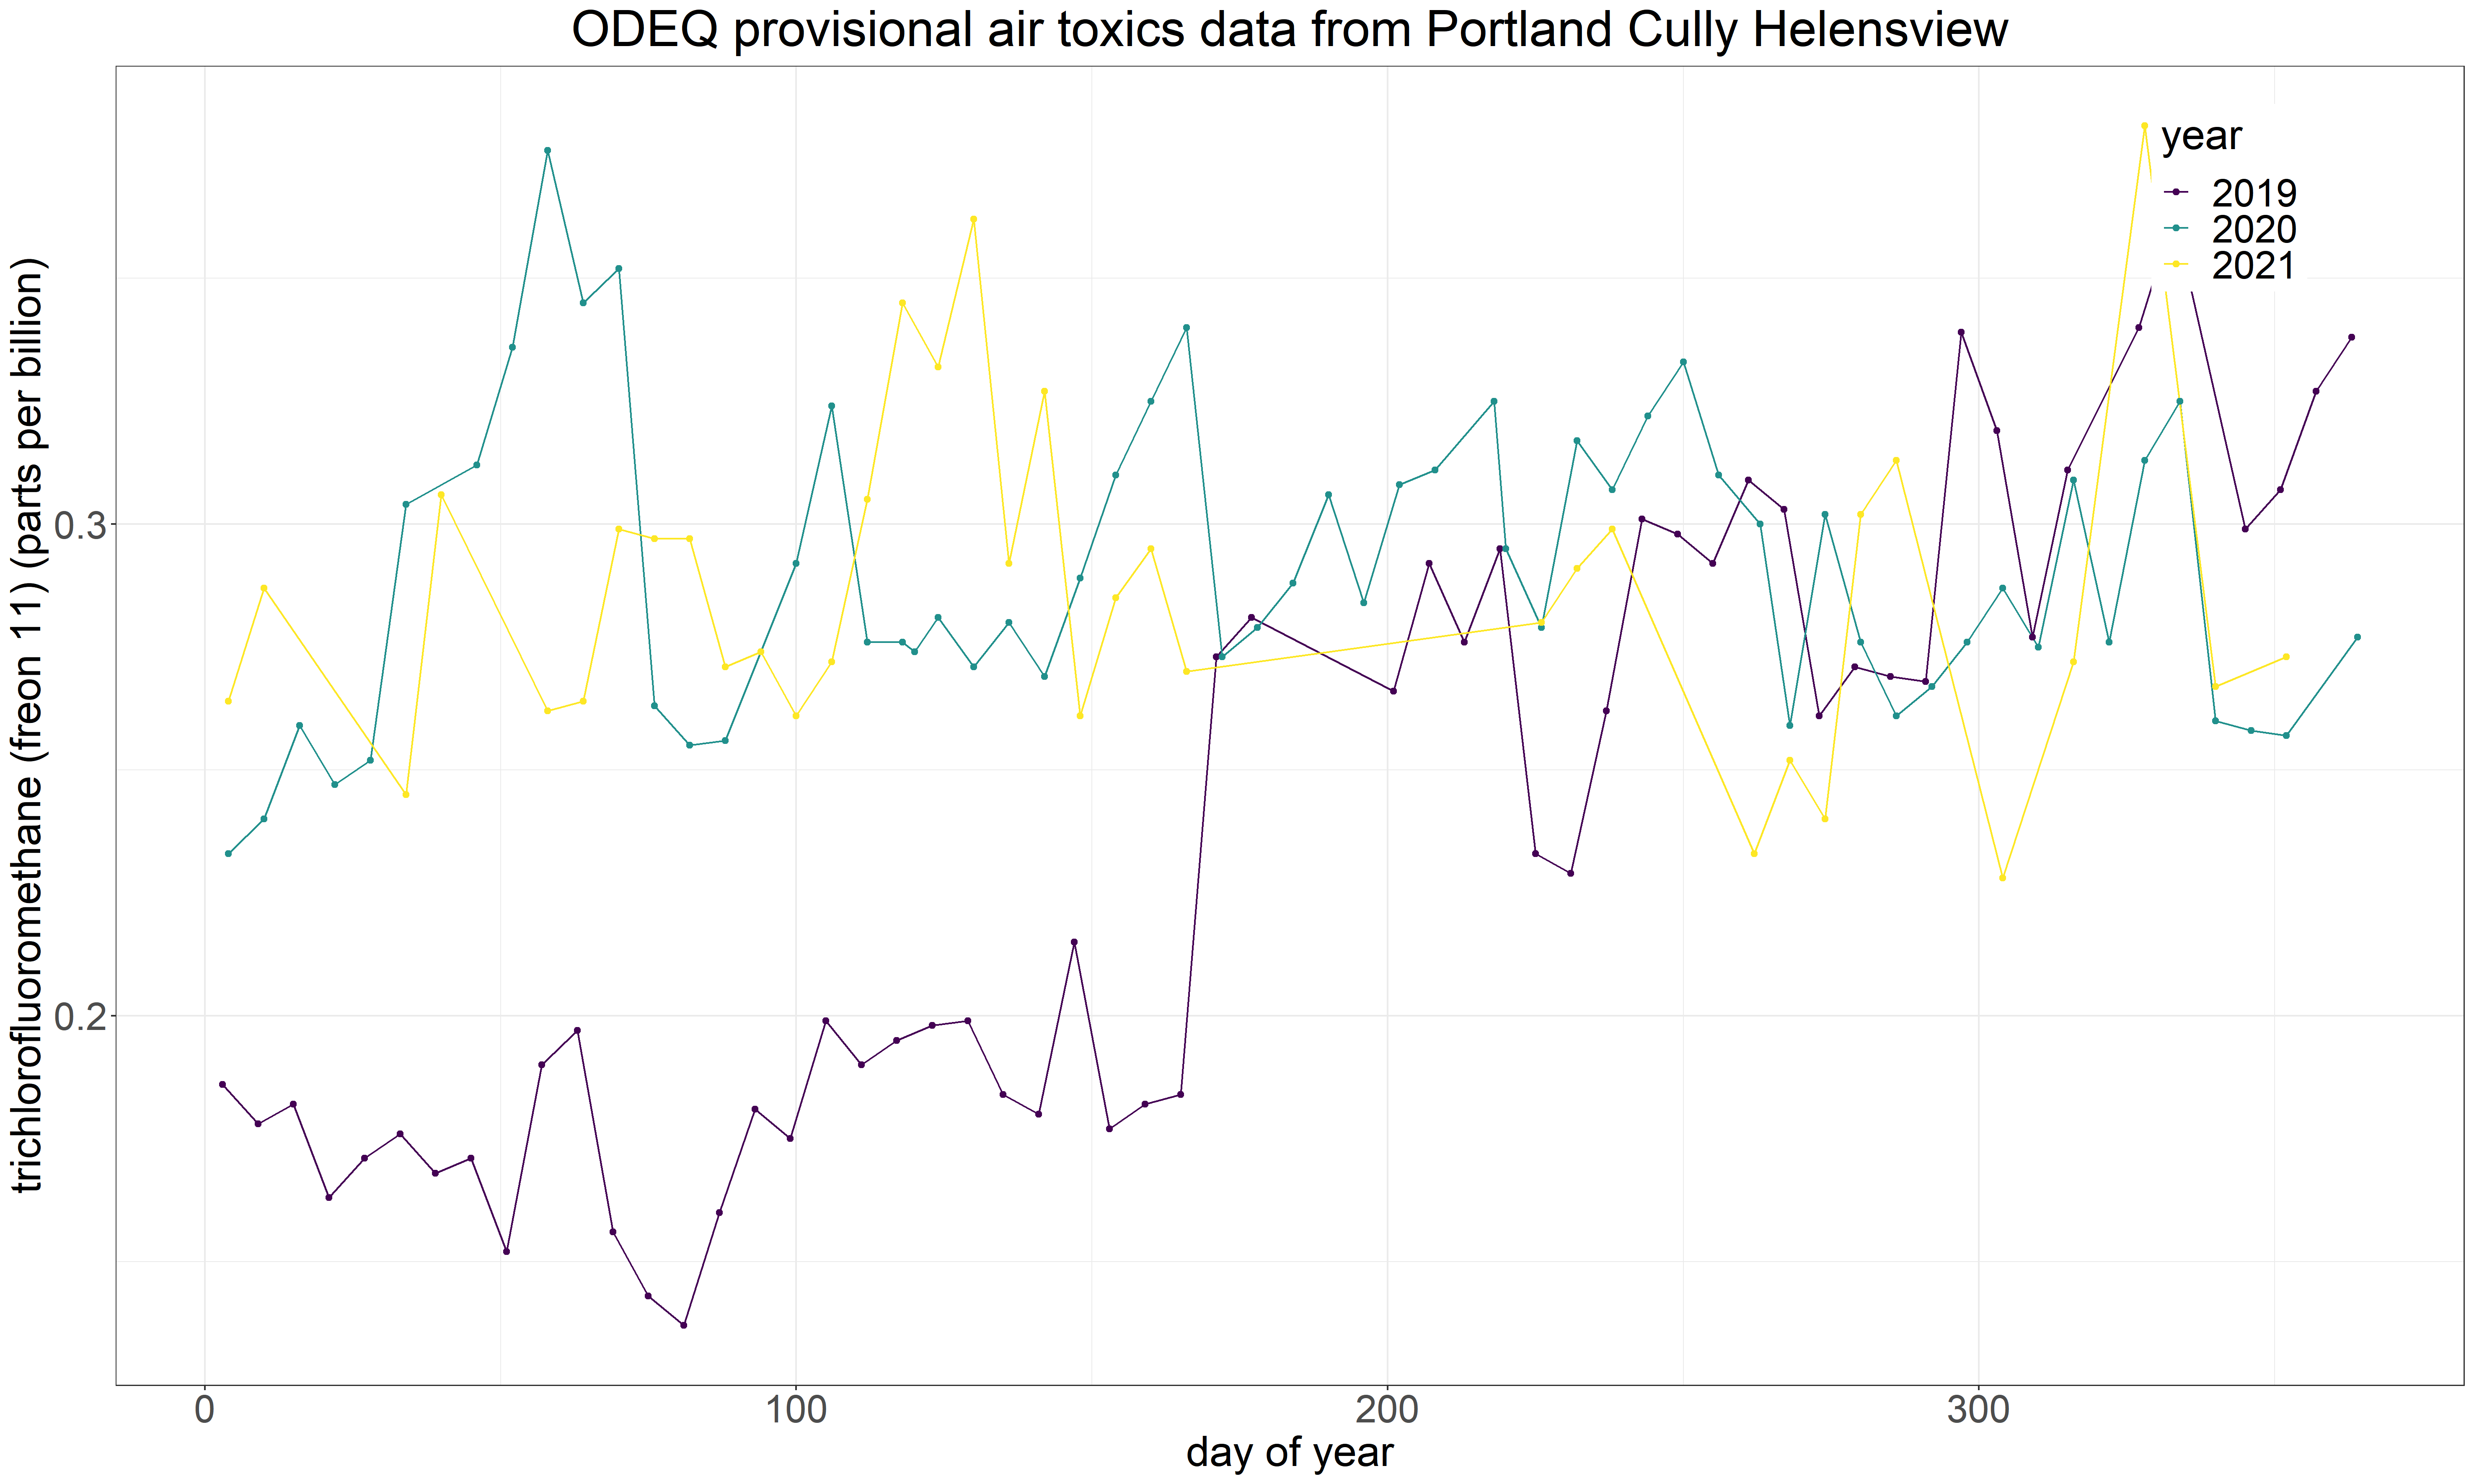 ODEQ provisional air toxics data from Portland Cully Helensview
trichlorofluoromethane (freon 11) (parts per billion)
0.3
0.2
year
2019
2020
2021
0
100
200
300
day of year